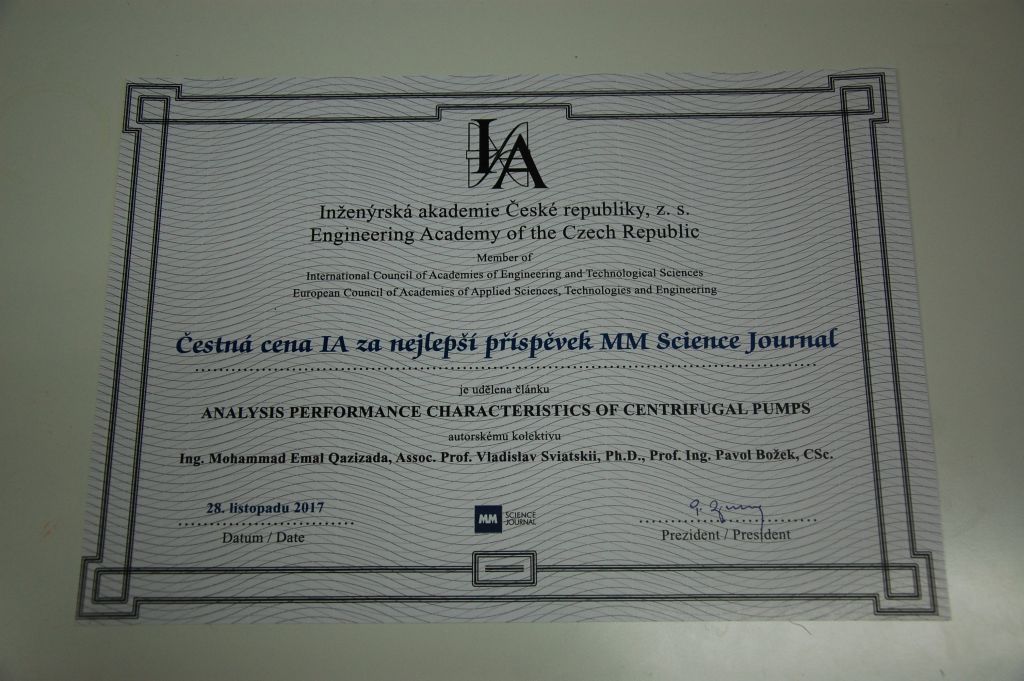 IA
Inženýrská akademie České republiky, z. s.
Engineering Academy of the Czech Republic
Member of
International Council of Academies of Engineering and Technological Sciences
European Council of Academies of Applied Sciences, Technologies and Engineering
Čestná cena IA za nejlepší příspěvek MM Science Journal
je udělena článku
ANALYSIS PERFORMANCE CHARACTERISTICS OF CENTRIFUGAL PUMPS
autorskému kolektivu
Ing. Mohammad Emal Qazizada, Assoc. Prof. Vladislav Sviatskii, Ph.D., Prof. Ing. Pavol Božek, CSc.
28. listopadu 2017
Datum / Date
MM SCIENCE
JOURNAL
Prezident / President